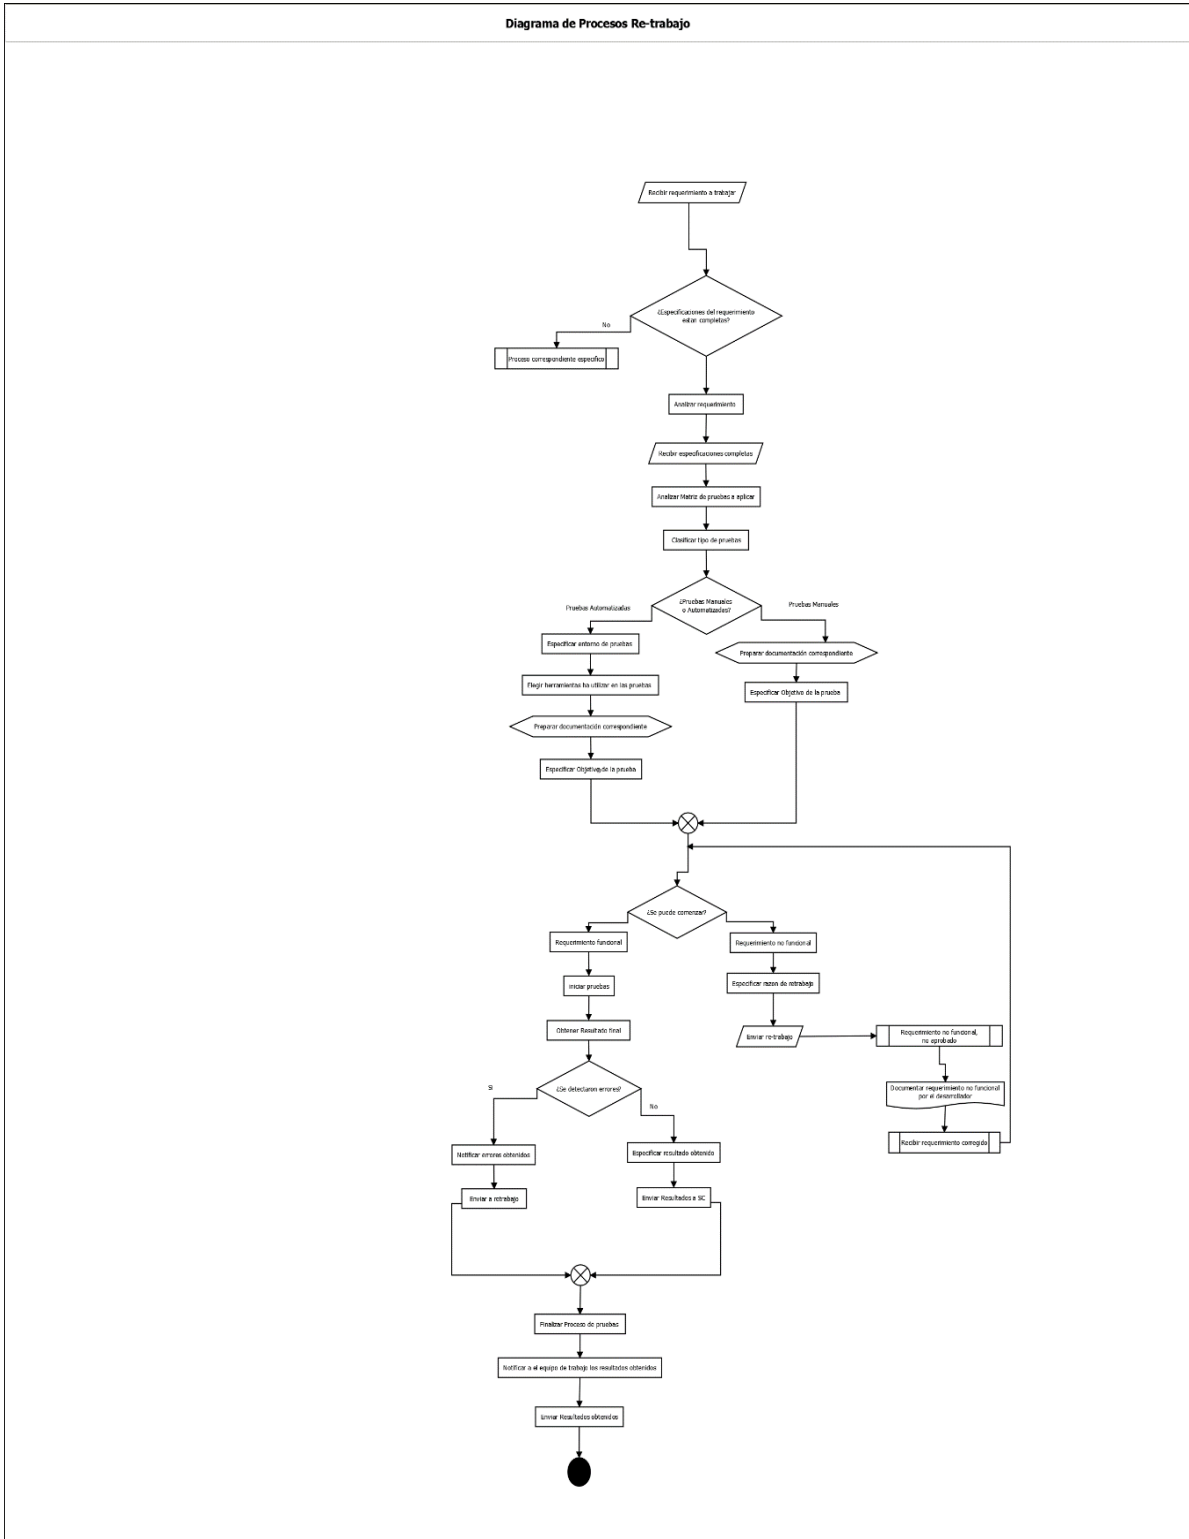 Diagrama de Procesos Re-trabajo
Recibir requerimiento a trabajar
¿Especificaciones del requerimiento
estan completas?
No
Proceso correspondiente especifico
Analizar requerimiento
Recibir especificaciones completas
Analizar Matriz de pruebas a aplicar
Clasificar tipo de pruebas
¿Pruebas Manuales
o Automatizadas?
Pruebas Automatizadas
Pruebas Manuales
Especificar entorno de pruebas
Elegir herramientas ha utilizar en las pruebas
Preparar documentación correspondiente
Especificar Objetivo de la prueba
Preparar documentación correspondiente
Especificar Objetivo de la prueba
¿Se puede comenzar?
Requerimiento funcional
iniciar pruebas
Obtener Resultado final
¿Se detectaron errores?
Si
No
Notificar errores obtenidos
Enviar a retrabajo
Especificar resultado obtenido
Enviar Resultados a SC
Requerimiento no funcional
Especificar razon de retrabajo
Enviar re-trabajo
Requerimiento no funcional,
no aprobado
Documentar requerimiento no funcional
por el desarrollador
Recibir requerimiento corregido
Finalizar Proceso de pruebas
Notificar a el equipo de trabajo los resultados obtenidos
Enviar Resultados obtenidos